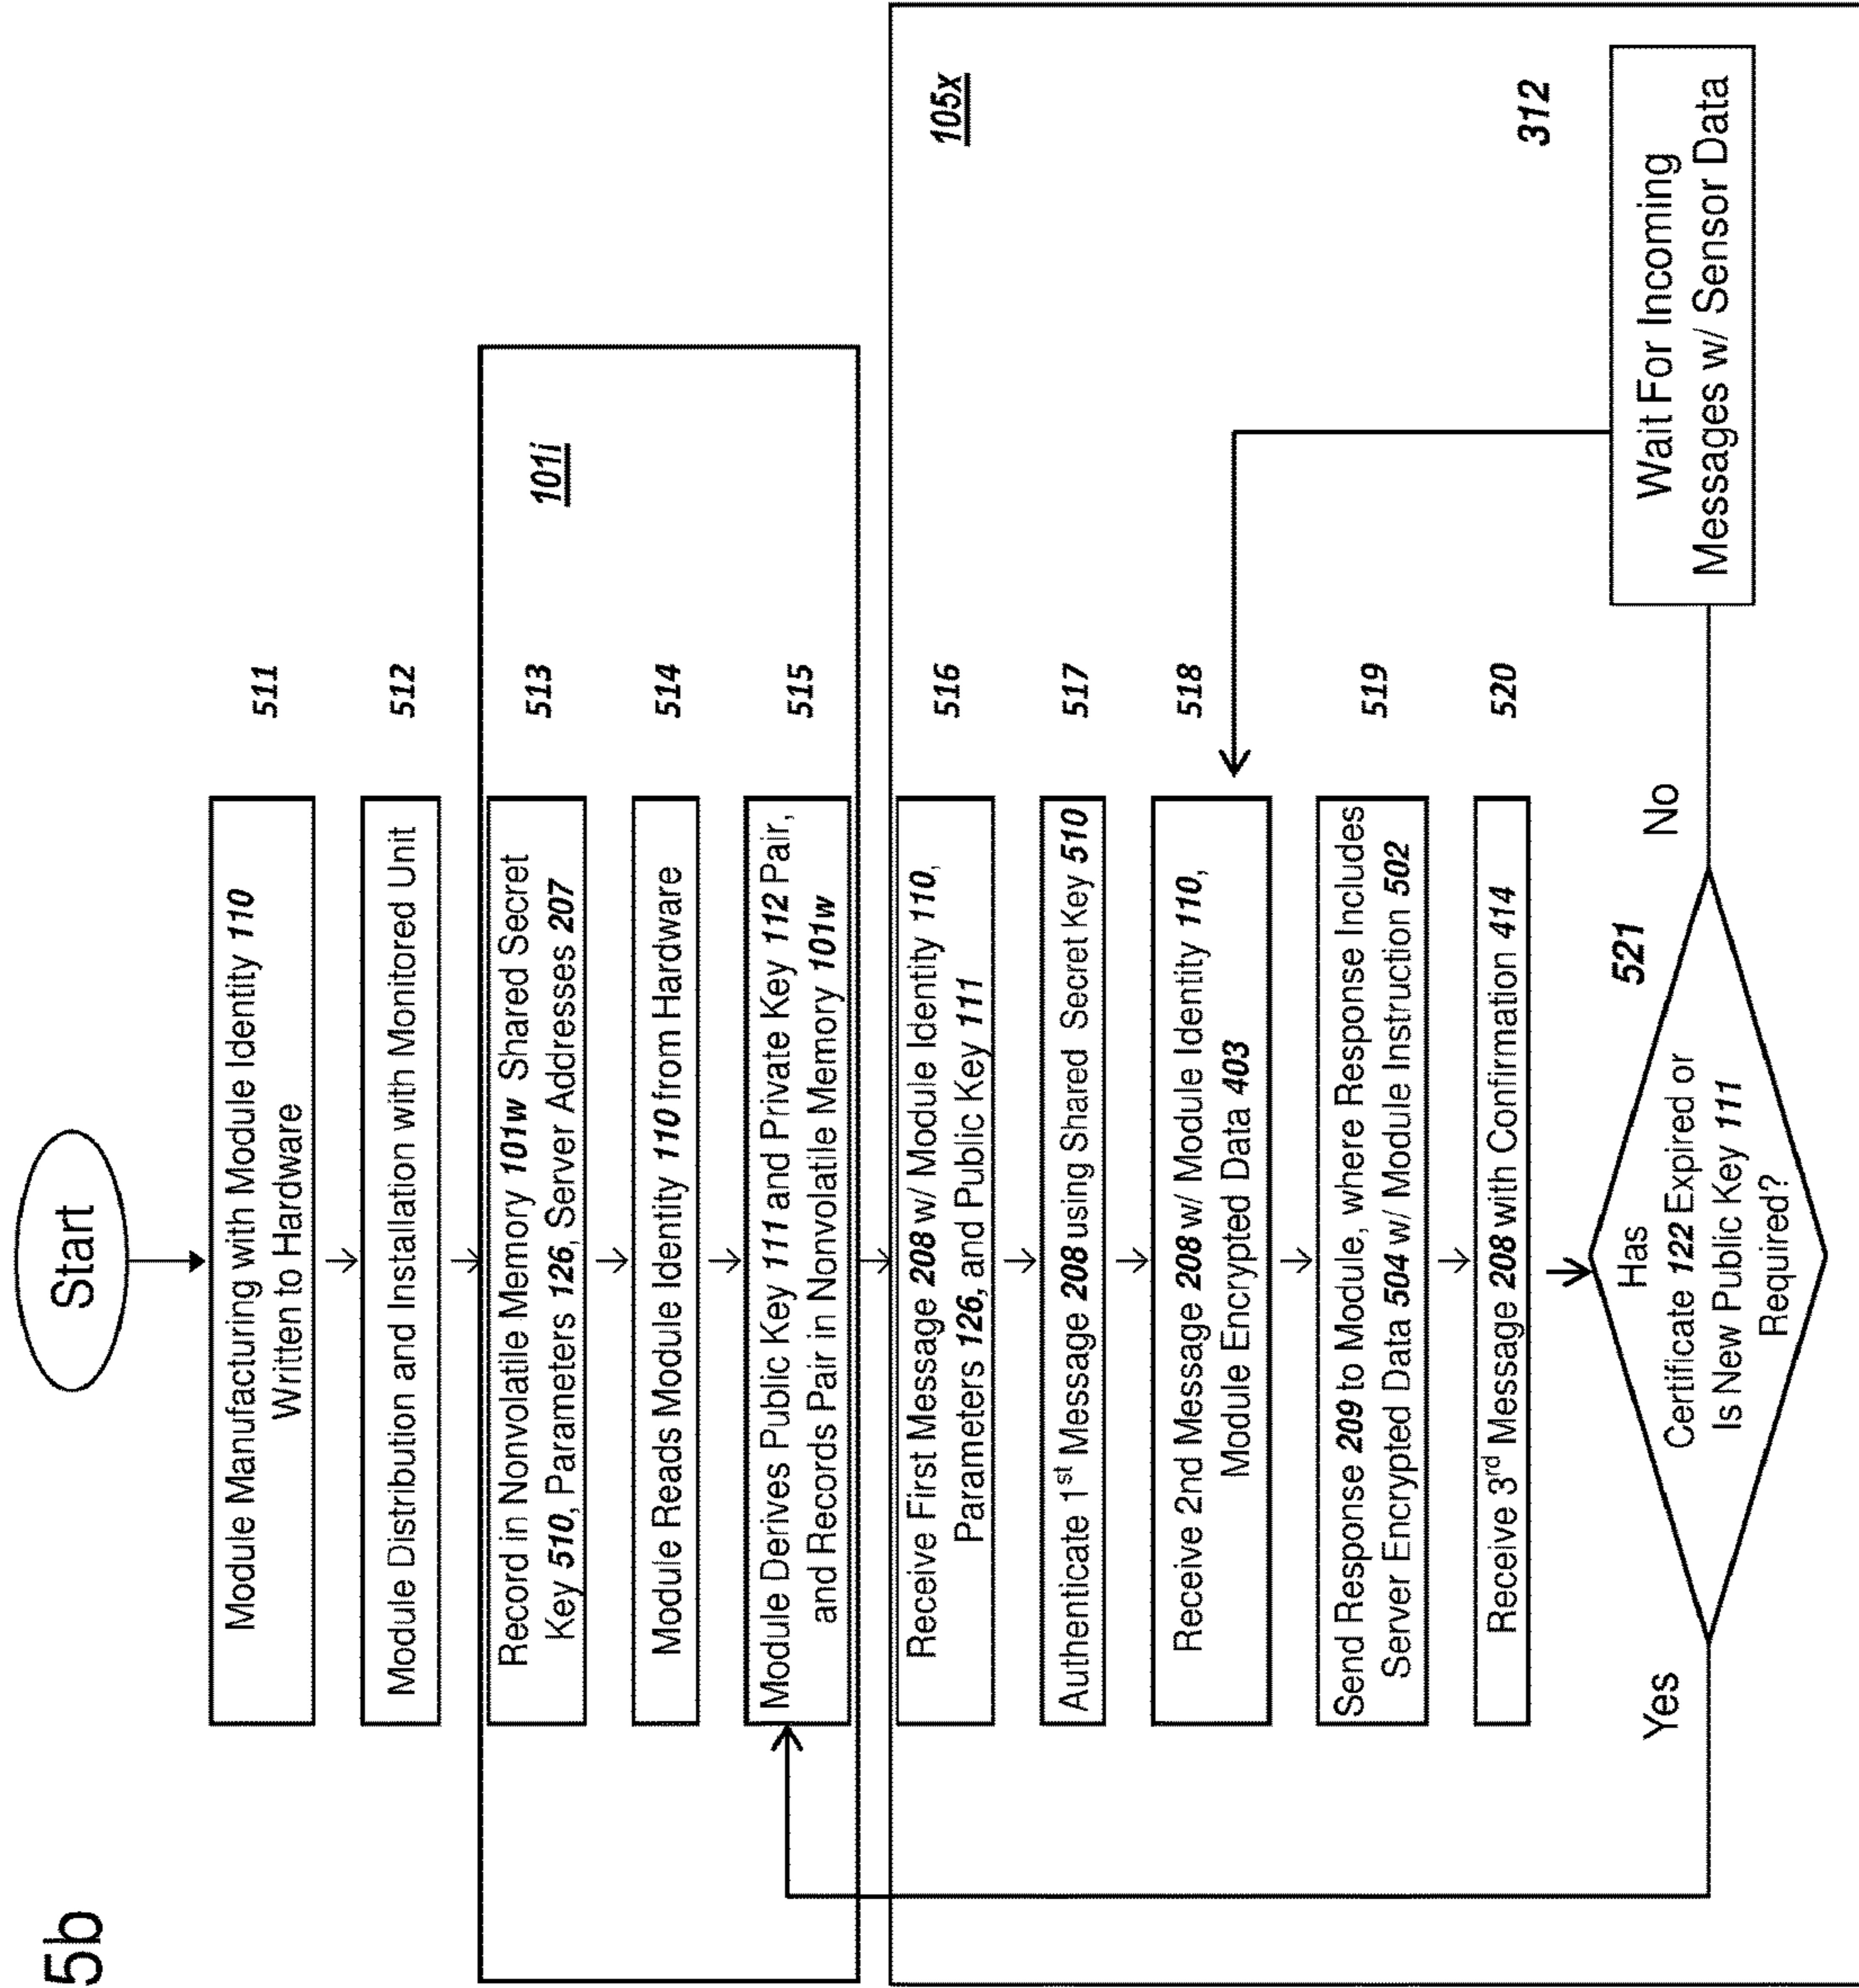 5b
Start
Module Manufacturing with Module Identity 110
Written to Hardware
511
Module Distribution and Installation with Monitored Unit
512
101i
Record in Nonvolatile Memory 101w Shared Secret
Key 510, Parameters 126, Server Addresses 207
513
Module Reads Module Identity 110 from Hardware
514
Module Derives Public Key 111 and Private Key 112 Pair,
and Records Pair in Nonvolatile Memory 101w
515
105x
Receive First Message 208 w/ Module Identity 110,
Parameters 126, and Public Key 111
516
Authenticate 1st Message 208 using Shared Secret Key 510
517
Receive 2nd Message 208 w/ Module Identity 110,
Module Encrypted Data 403
518
Send Response 209 to Module, where Response Includes
Server Encrypted Data 504 w/ Module Instruction 502
519
Receive 3rd Message 208 with Confirmation 414
520
Has
Certificate 122 Expired or
Is New Public Key 111
Required?
521
Yes
No
Wait For Incoming
Messages w/ Sensor Data
312